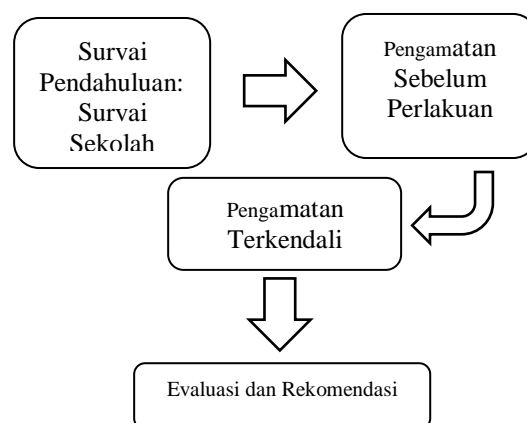 Survai
Pendahuluan:
Survai
Sekolah
Pengamatan
Sebelum
Perlakuan
Pengamatan
Terkendali
Evaluasi dan Rekomendasi